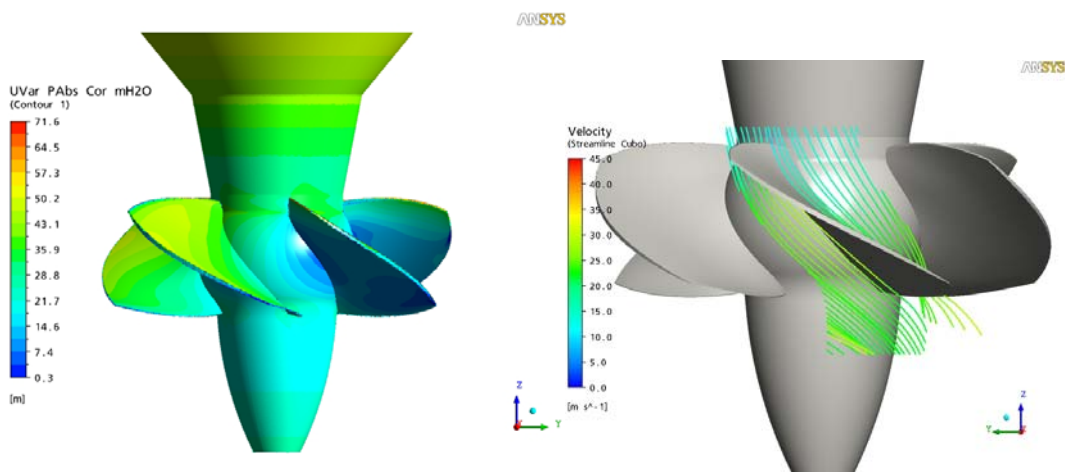 ANSYS
UVar PAbs Cor mH2O
(Contour 1)
71.6
64.5
57.3
50.2
43.1
35.9
28.8
21.7
14.6
7.4
0.3
[m]
Z
Y
ANSYS
Velocity
(Streamline Cubo)
45.0
40.0
35.0
30.0
25.0
20.0
15.0
10.0
5.0
0.0
[m s^-1]
Z
Y